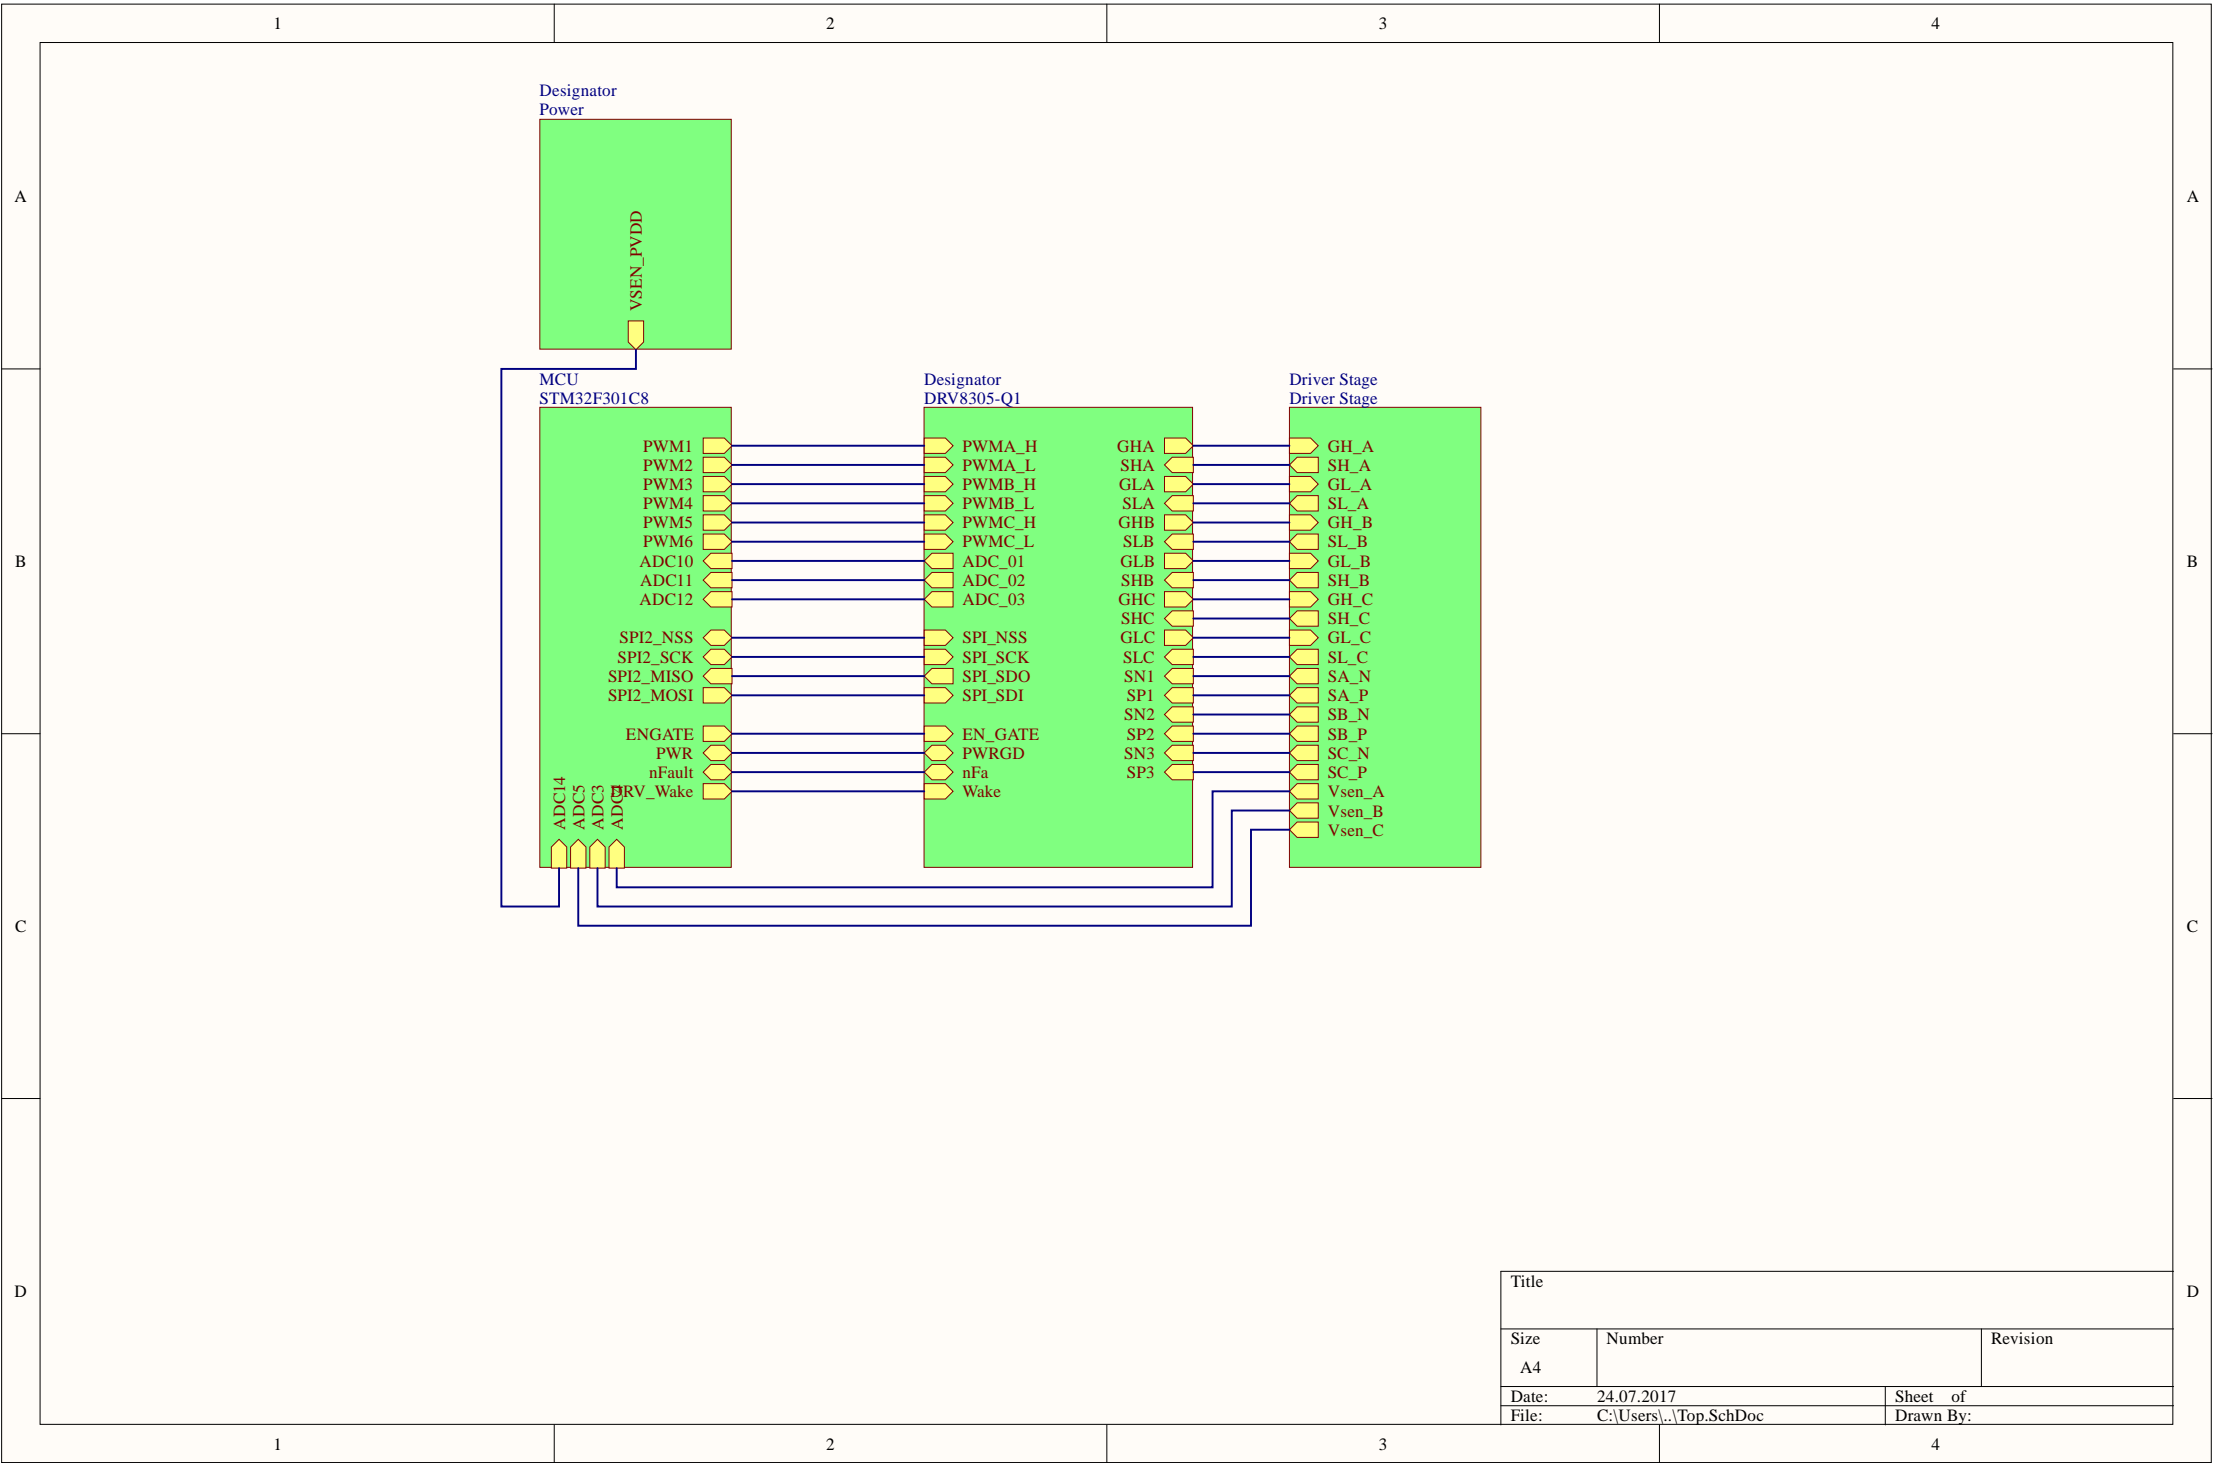 1 2 3 4
Designator
Power
A A
VSEN_PVDD
MCU Designator Driver Stage
STM32F301C8 DRV8305-Q1 Driver Stage
PWM1 PWMA_H GHA GH_A
PWM2 PWMA_L SHA SH_A
PWM3 PWMB_H GLA GL_A
PWM4 PWMB_L SLA SL_A
PWM5 PWMC_H GHB GH_B
PWM6 PWMC_L SLB SL_B
B ADC10 ADC_01 GLB GL_B B
ADC11 ADC_02 SHB SH_B
ADC12 ADC_03 GHC GH_C
SHC SH_C
SPI2_NSS SPI_NSS GLC GL_C
SPI2_SCK SPI_SCK SLC SL_C
SPI2_MISO SPI_SDO SN1 SA_N
SPI2_MOSI SPI_SDI SP1 SA_P
SN2 SB_N
ENGATE EN_GATE SP2 SB_P
PWR PWRGD SN3 SC_N
nFault nFa SP3 SC_P
DRV_Wake Wake Vsen_A
Vsen_B
Vsen_C
ADC14
ADC5
ADC3
C C
D D
Title
Size Number Revision
A4
Date: 24.07.2017 Sheet of
File: C:\Users\..\Top.SchDoc Drawn By:
1 2 3 4